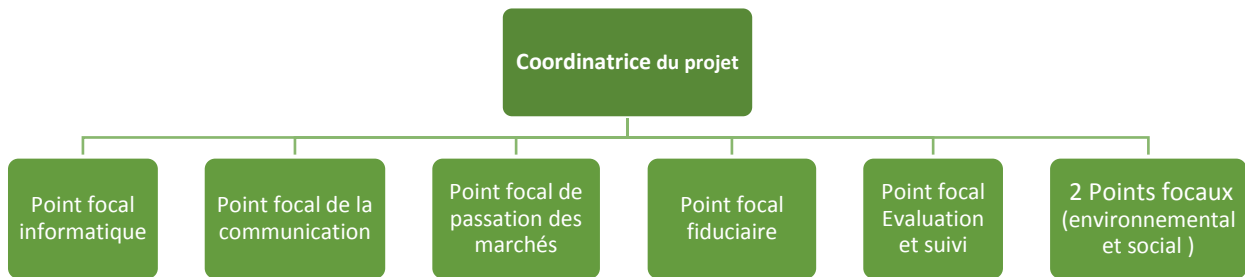 Coordinatrice du projet
Point focal
informatique
Point focal de la
communication
Point focal de
passation des
marchés
Point focal
fiduciaire
Point focal
Evaluation
et suivi
2 Points focaux
(environnemental
et social )